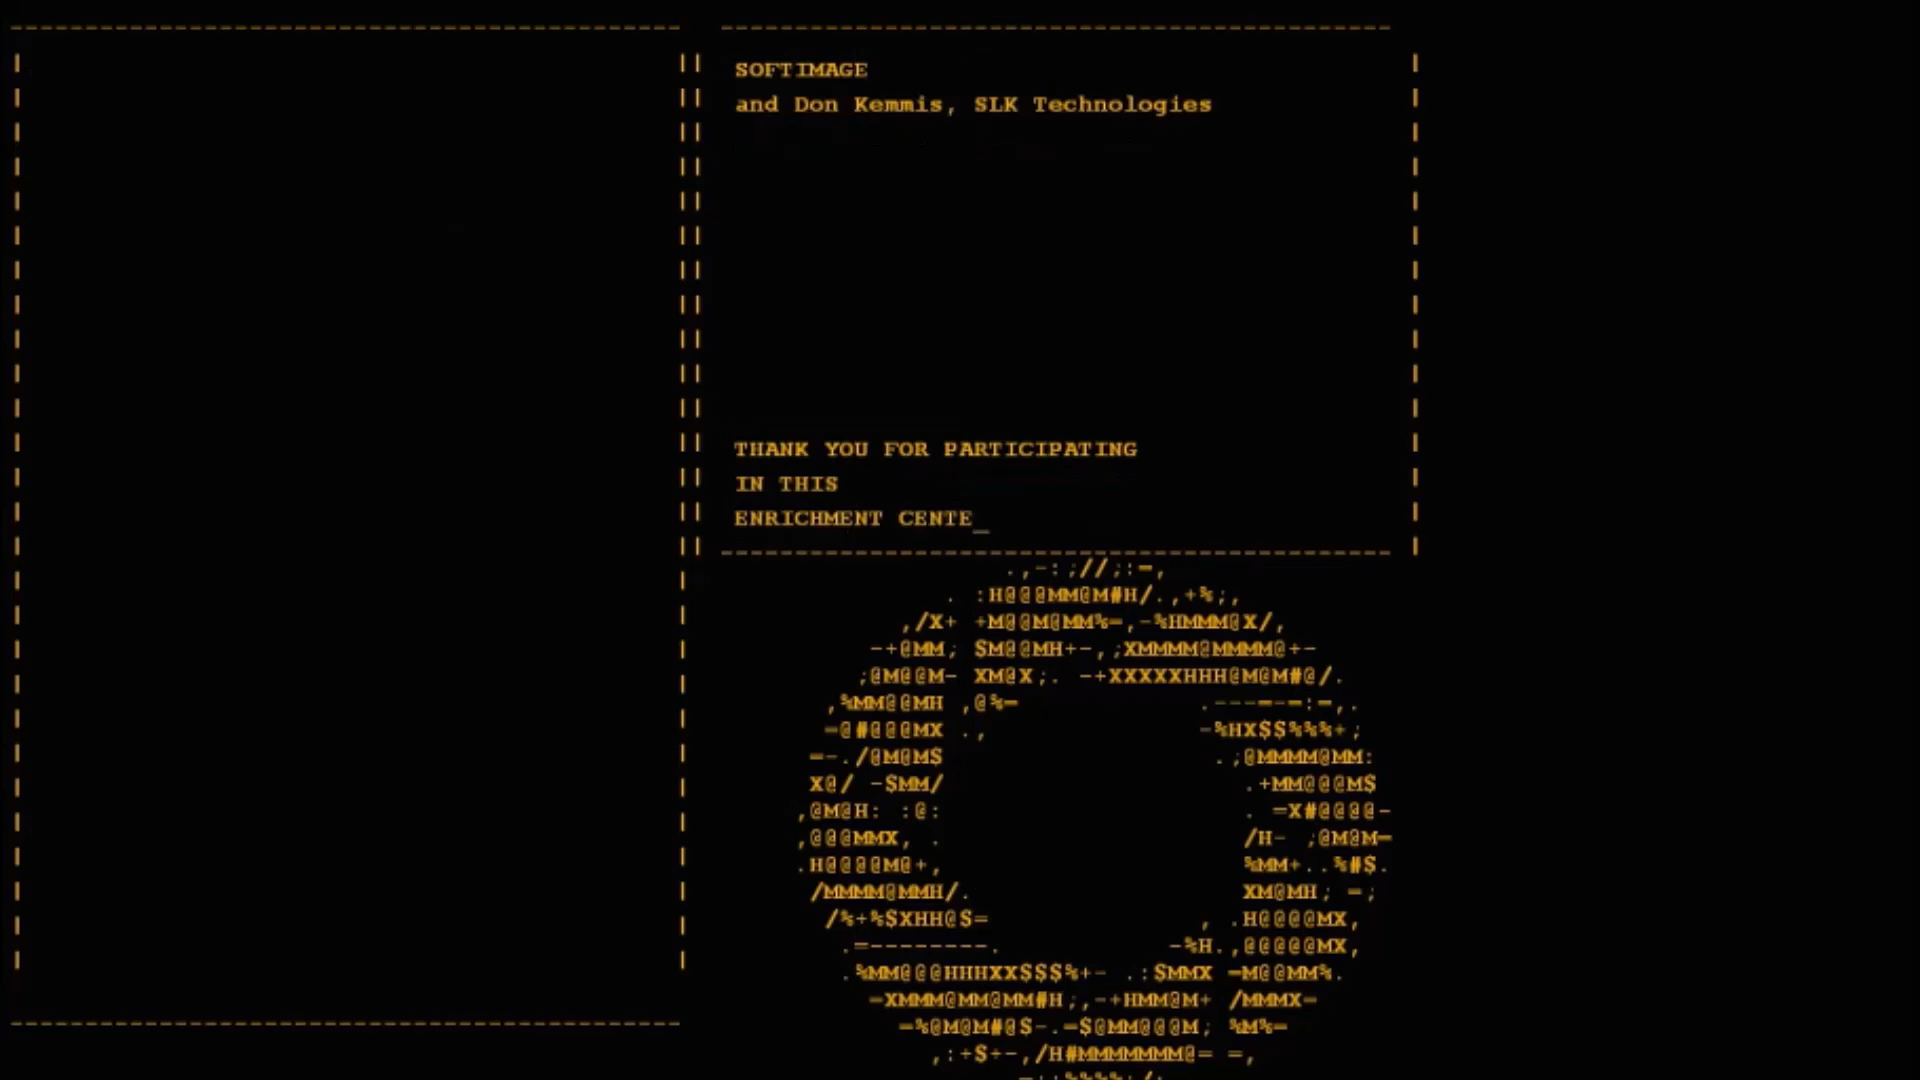 SOFTIMAGE
and Don Kemmis, SLK Technologies
THANK YOU FOR PARTICIPATING
IN THIS
ENRICHMENT CENTE_